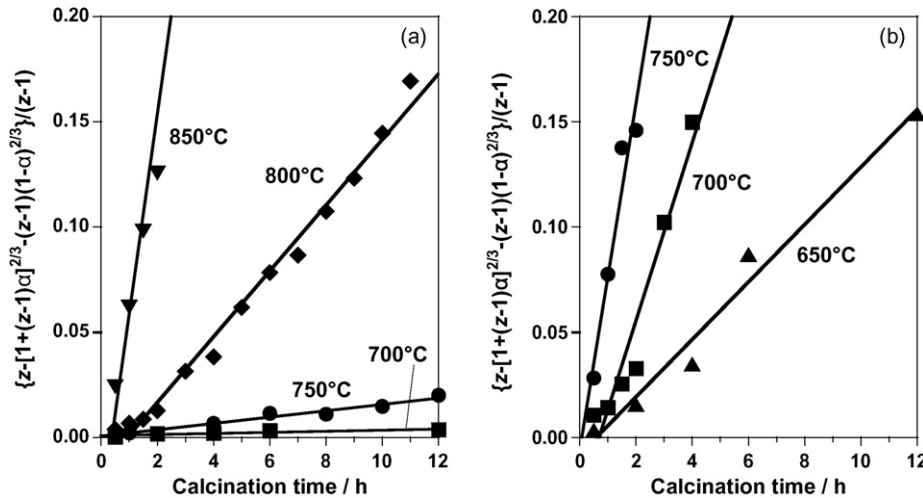 (a)
{z-[1+(z-1)α]^2/3-(z-1)(1-α)^2/3}/(z-1)
0.20
0.15
0.10
0.05
0.00
850°C
800°C
700°C
750°C
0 2 4 6 8 10 12
Calcination time / h
(b)
{z-[1+(z-1)α]^2/3-(z-1)(1-α)^2/3}/(z-1)
0.20
0.15
0.10
0.05
0.00
750°C
700°C
650°C
0 2 4 6 8 10 12
Calcination time / h